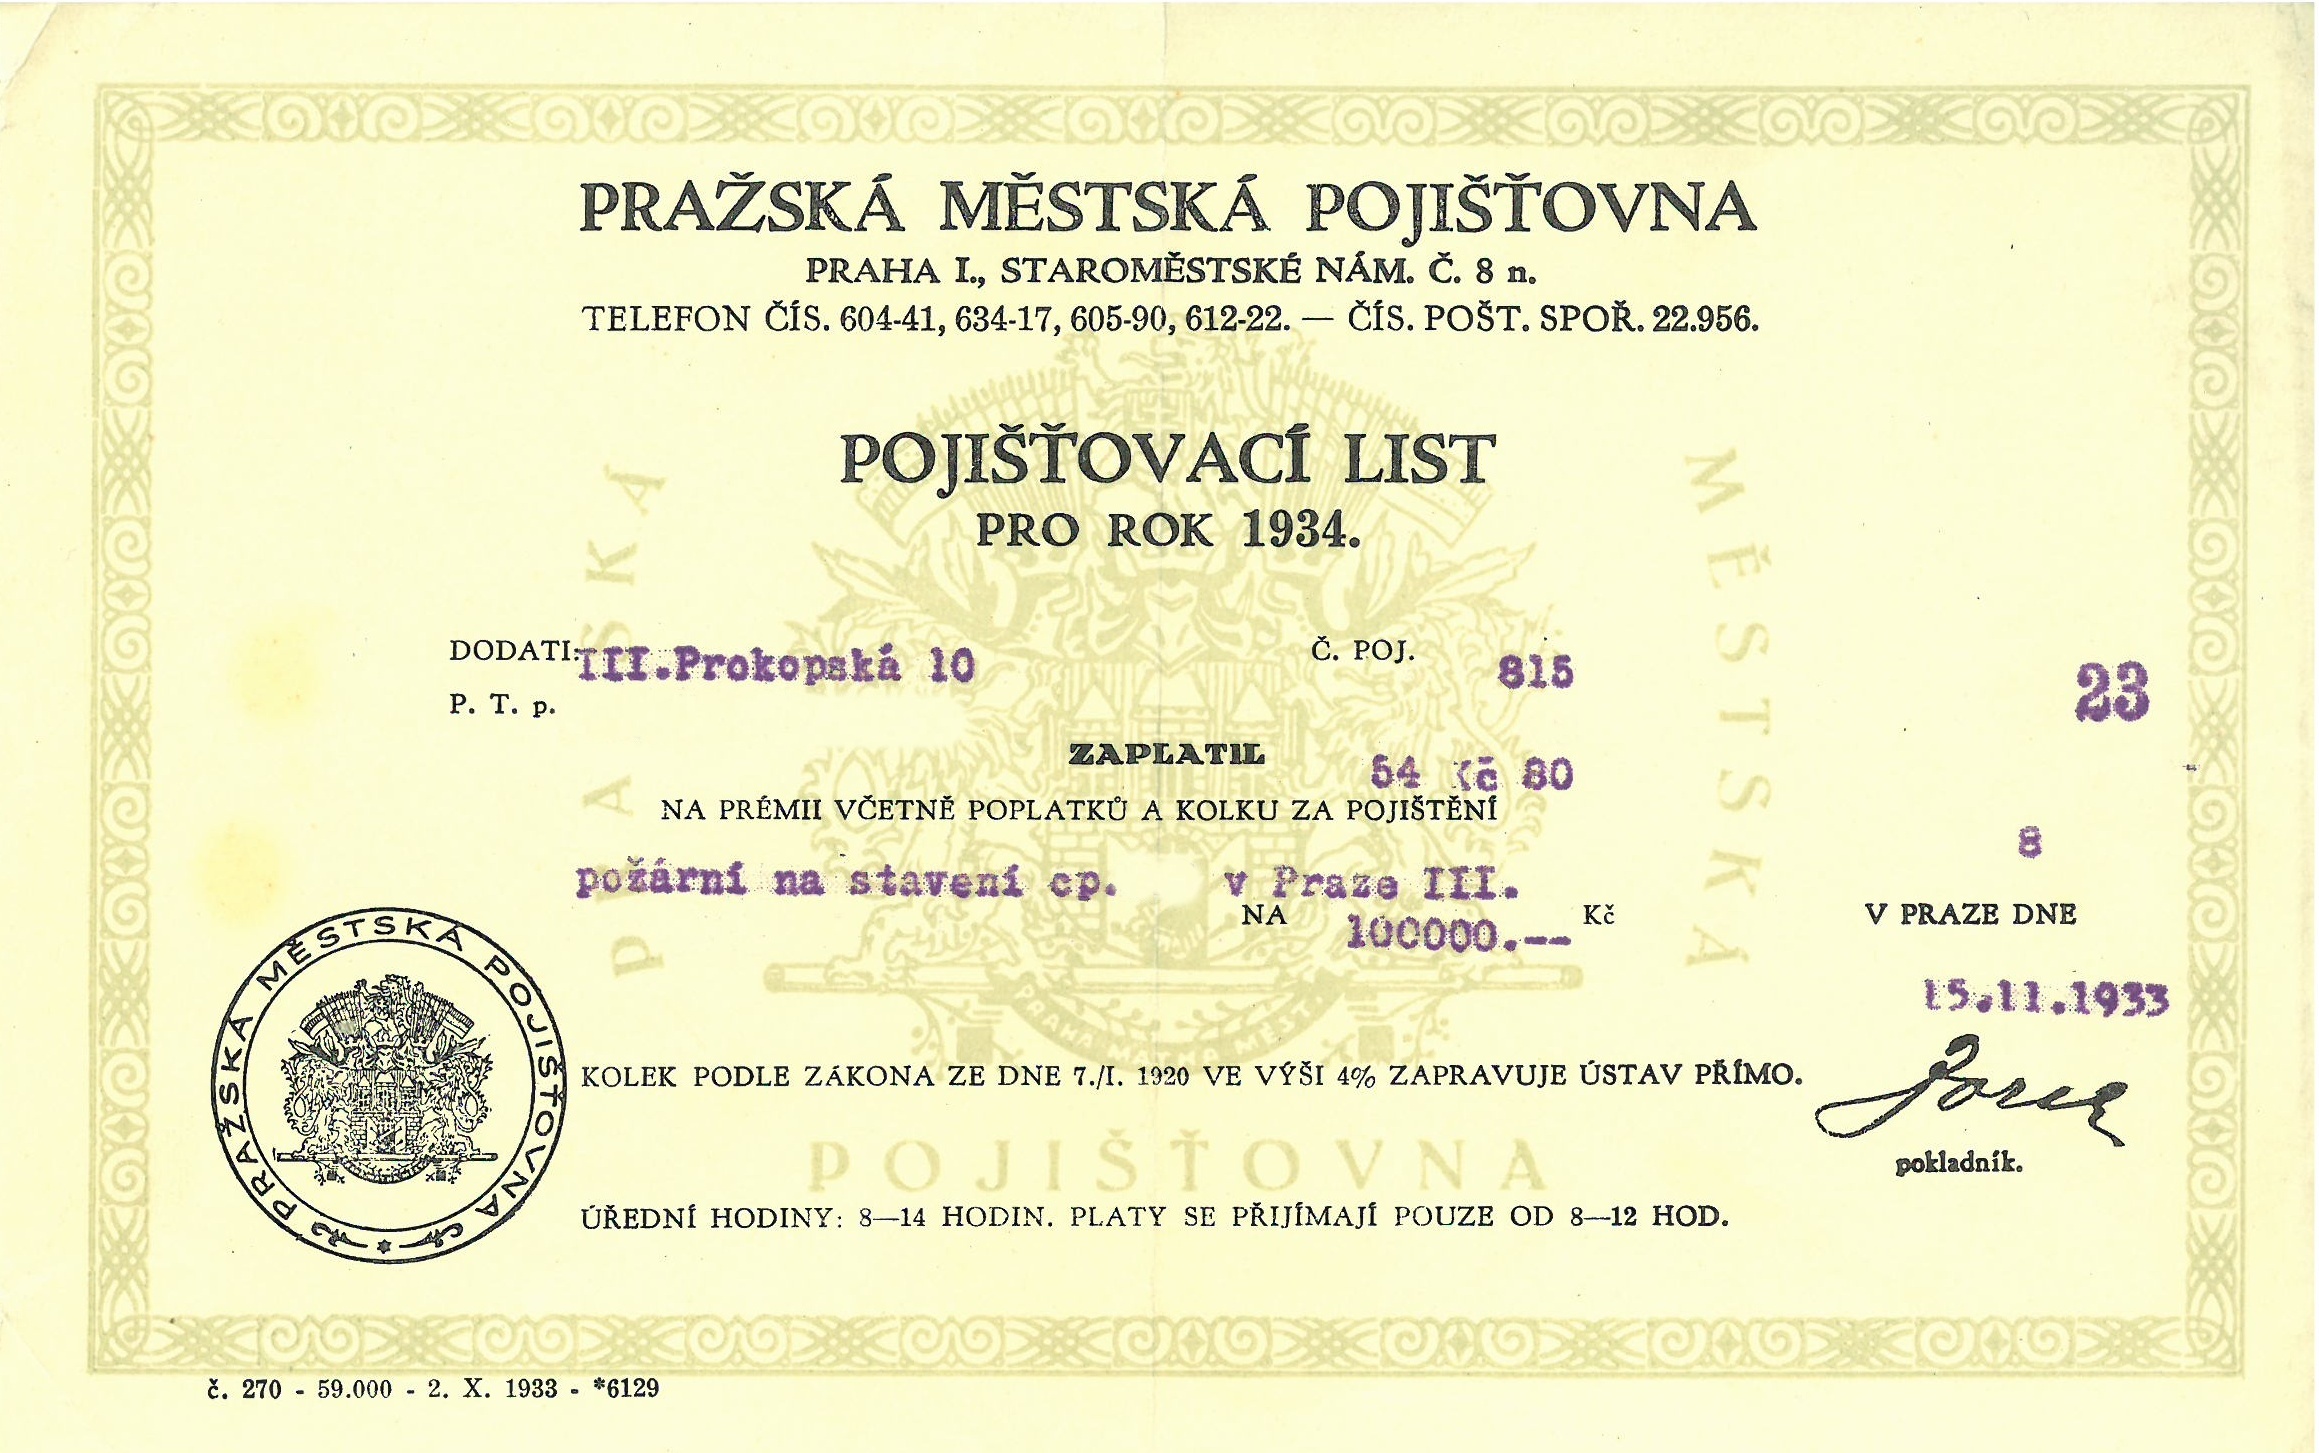 PRAŽSKÁ MĚSTSKÁ POJIŠŤOVNA
PRAHA I., STAROMĚSTSKÉ NÁM. Č. 8 n.
TELEFON ČÍS. 604-41, 634-17, 605-90, 612-22. — ČÍS. POŠT. SPOŘ. 22.956.
POJIŠŤOVACÍ LIST
PRO ROK 1934.
DODATI: III.Prokopská 10 Č. POJ. 815
P. T. p. 23
ZAPLATIL 54 Kč 80
NA PRÉMII VČETNĚ POPLATKŮ A KOLKU ZA POJIŠTĚNÍ
8
požární na stavení cp. v Praze III.
NA 100000.-- Kč V PRAZE DNE
15.11.1933
KOLEK PODLE ZÁKONA ZE DNE 7./I. 1920 VE VÝŠI 4% ZAPRAVUJE ÚSTAV PŘÍMO.
pokladník.
ÚŘEDNÍ HODINY: 8—14 HODIN. PLATY SE PŘIJÍMAJÍ POUZE OD 8—12 HOD.
PRAŽSKÁ MĚSTSKÁ POJIŠŤOVNA
PRAŽSKÁ
MĚSTSKÁ
POJIŠŤOVNA
č. 270 - 59.000 - 2. X. 1933 - *6129